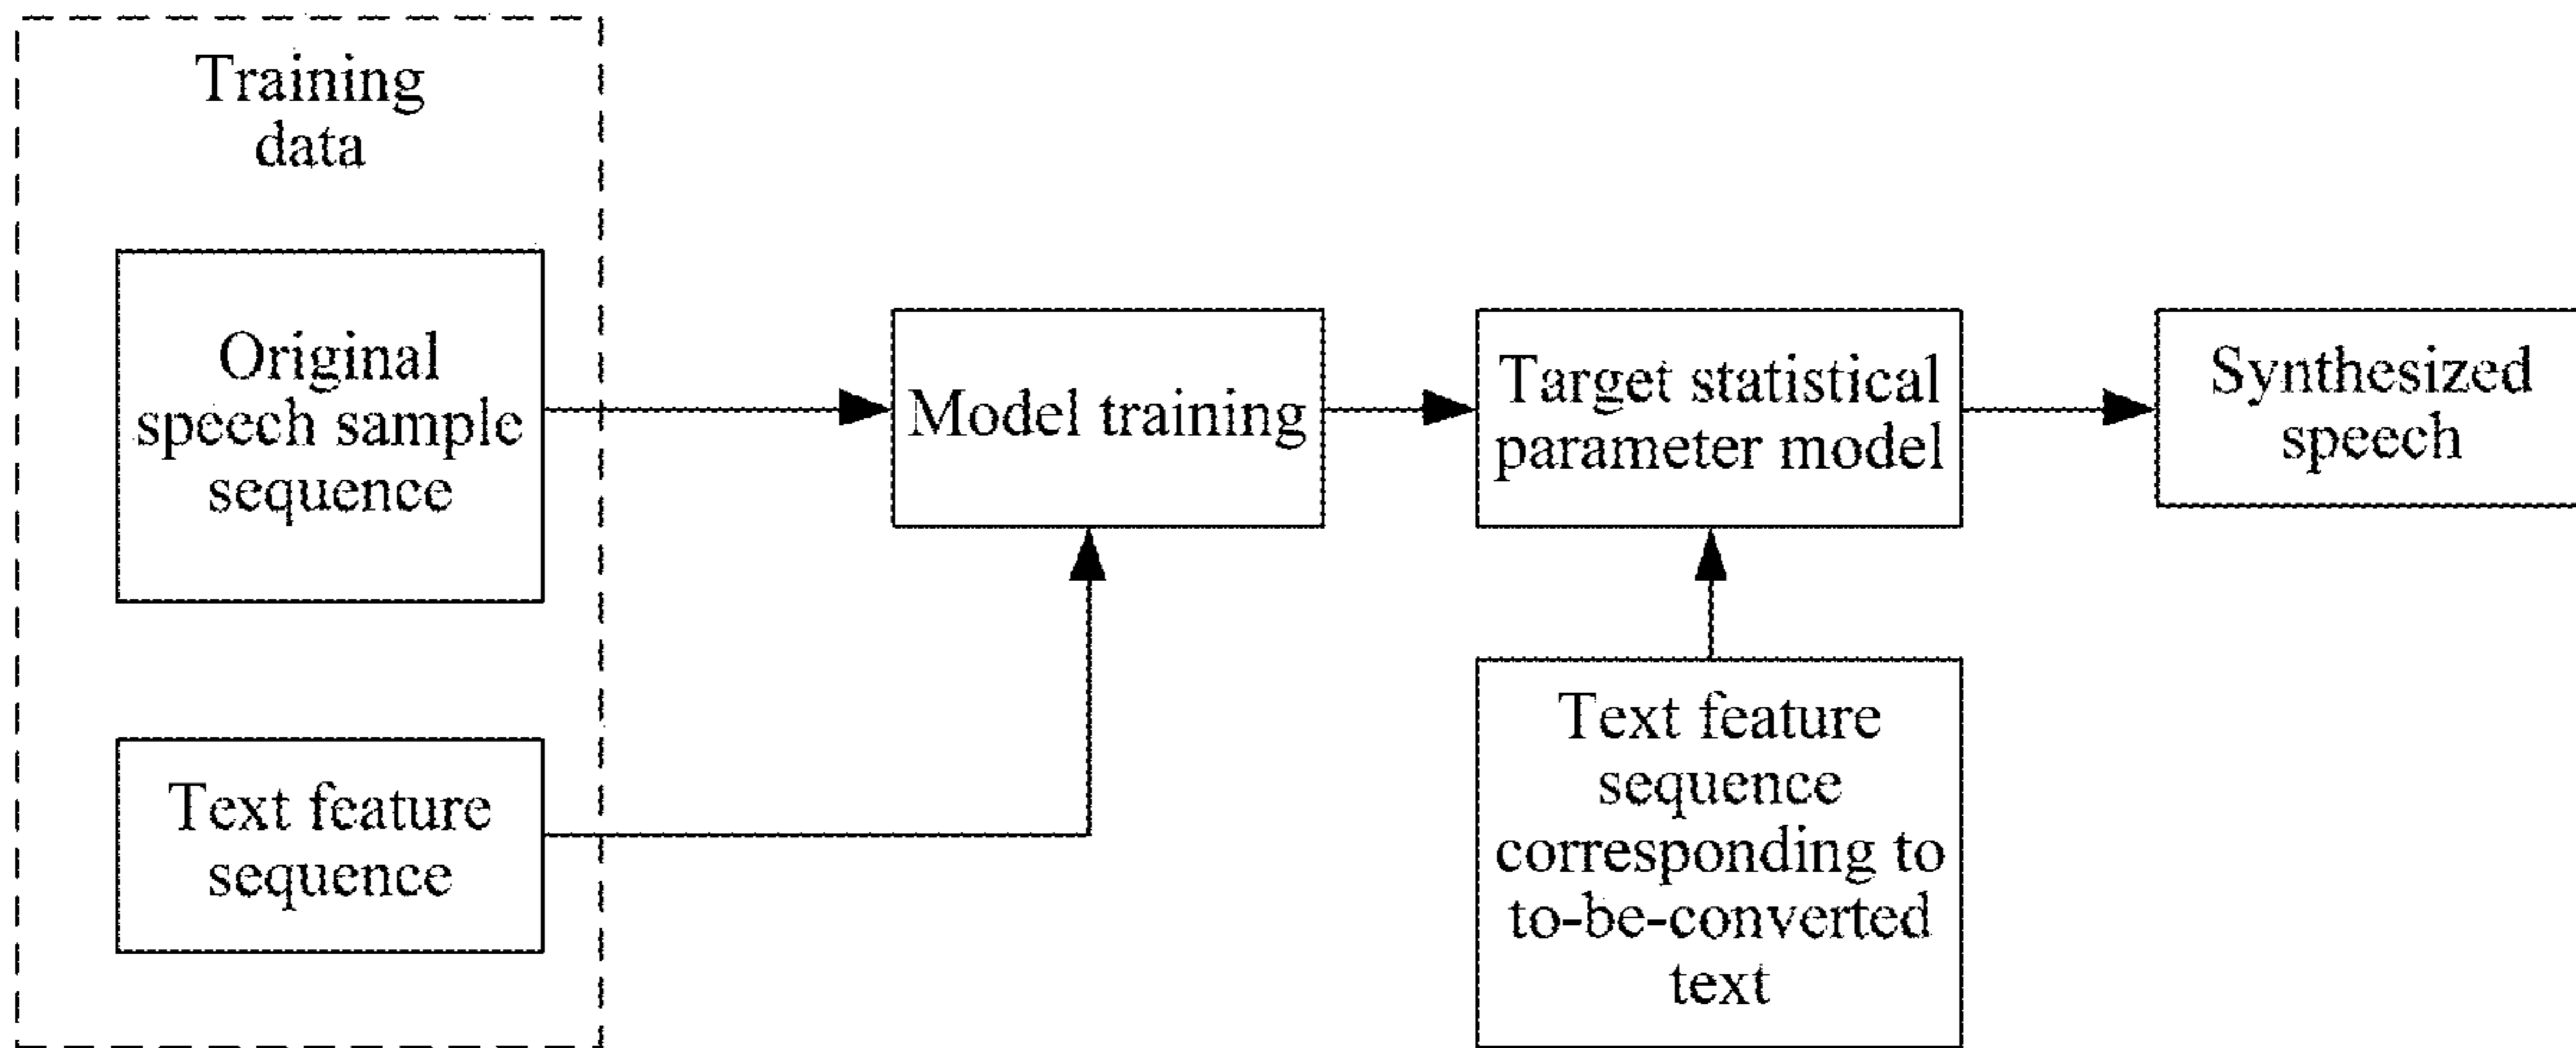 Training
data
Original
speech sample
sequence
Text feature
sequence
Model training
Target statistical
parameter model
Text feature
sequence
corresponding to
to-be-converted
text
Synthesized
speech